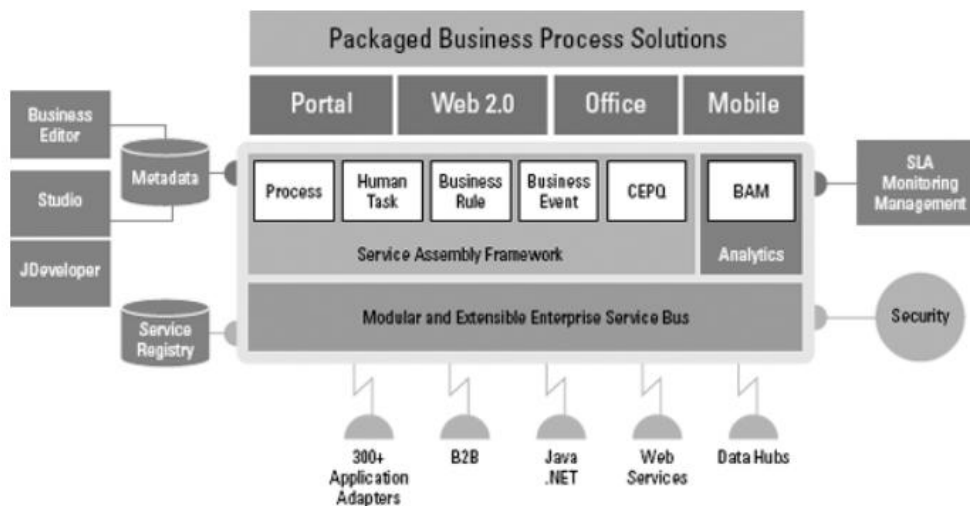 Packaged Business Process Solutions
Portal
Web 2.0
Office
Mobile
Business
Editor
Studio
JDeveloper
Metadata
Service
Registry
Process
Human
Task
Business
Rule
Business
Event
CEPQ
BAM
Service Assembly Framework
Analytics
Modular and Extensible Enterprise Service Bus
SLA
Monitoring
Management
Security
300+
Application
Adapters
B2B
Java
.NET
Web
Services
Data Hubs